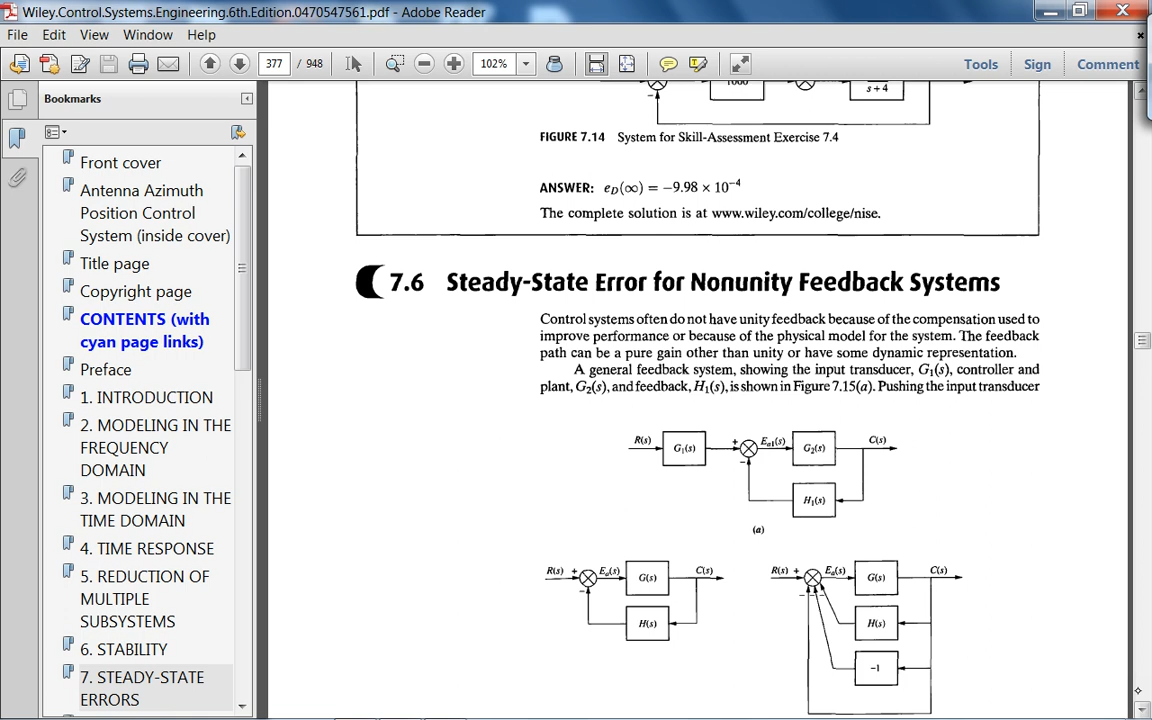 Wiley.Control.Systems.Engineering.6th.Edition.0470547561.pdf - Adobe Reader
File Edit View Window Help
377 / 948 102% Tools Sign Comment
Bookmarks
Front cover
Antenna Azimuth
Position Control
System (inside cover)
Title page
Copyright page
CONTENTS (with
cyan page links)
Preface
1. INTRODUCTION
2. MODELING IN THE
FREQUENCY
DOMAIN
3. MODELING IN THE
TIME DOMAIN
4. TIME RESPONSE
5. REDUCTION OF
MULTIPLE
SUBSYSTEMS
6. STABILITY
7. STEADY-STATE
ERRORS
− 1000 s + 4
FIGURE 7.14 System for Skill-Assessment Exercise 7.4
ANSWER: e_D(∞) = −9.98 × 10⁻⁴
The complete solution is at www.wiley.com/college/nise.
7.6 Steady-State Error for Nonunity Feedback Systems
Control systems often do not have unity feedback because of the compensation used to
improve performance or because of the physical model for the system. The feedback
path can be a pure gain other than unity or have some dynamic representation.
A general feedback system, showing the input transducer, G₁(s), controller and
plant, G₂(s), and feedback, H₁(s), is shown in Figure 7.15(a). Pushing the input transducer
R(s) G₁(s) + − Eₐ₁(s) G₂(s) C(s)
H₁(s)
(a)
R(s) + − Eₐ(s) G(s) C(s)
H(s)
R(s) + − − − Eₐ(s) G(s) C(s)
H(s)
−1